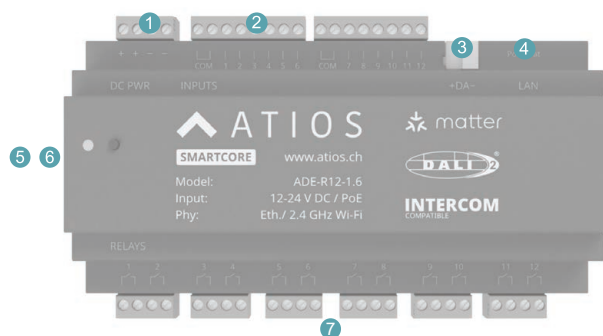 1 2 3 4
+ + − −
COM 1 2 3 4 5 6
COM 7 8 9 10 11 12
DC PWR INPUTS +DA− LAN
ATIOS
matter
SMARTCORE www.atios.ch
DALI 2
Model: ADE-R12-1.6
Input: 12-24 V DC / PoE
Phy: Eth./ 2.4 GHz Wi-Fi
INTERCOM
COMPATIBLE
5 6
RELAYS
1 2 3 4 5 6 7 8 9 10 11 12
7